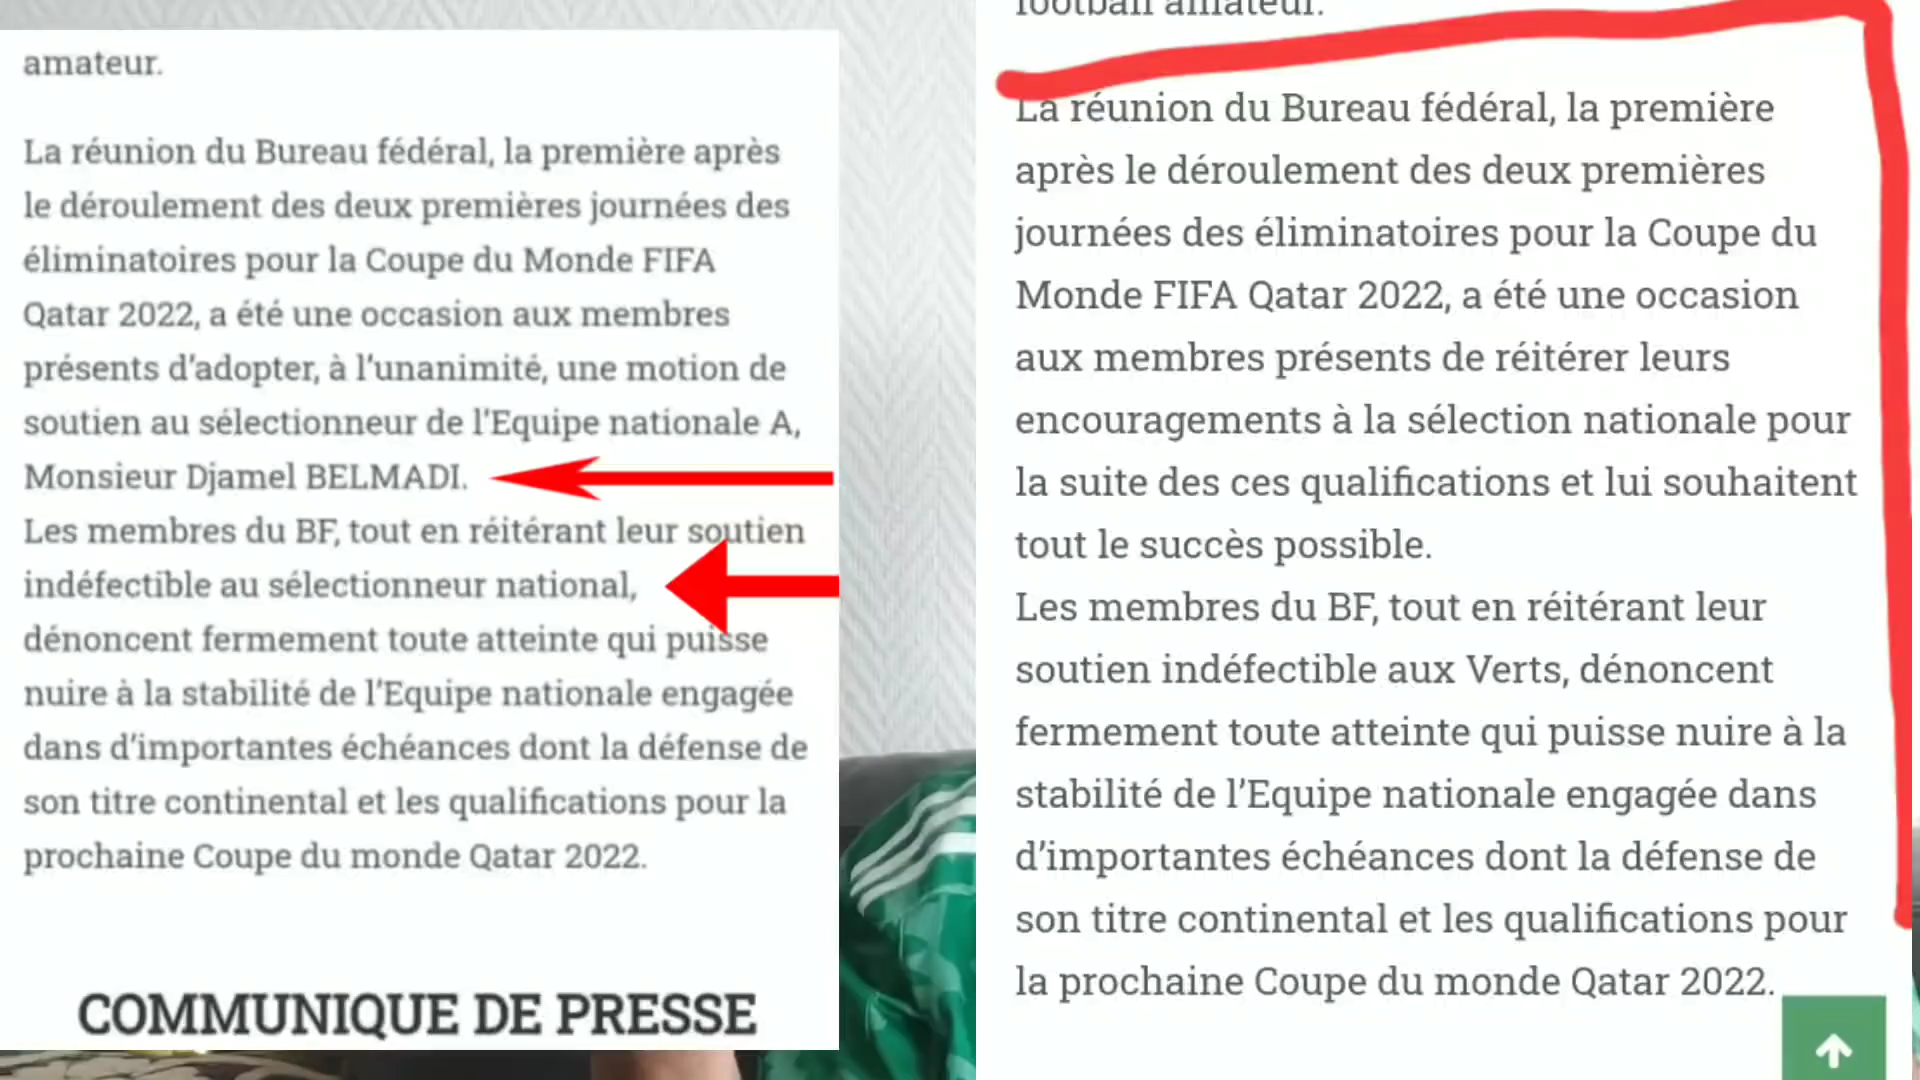 amateur.
La réunion du Bureau fédéral, la première après
le déroulement des deux premières journées des
éliminatoires pour la Coupe du Monde FIFA
Qatar 2022, a été une occasion aux membres
présents d’adopter, à l’unanimité, une motion de
soutien au sélectionneur de l’Equipe nationale A,
Monsieur Djamel BELMADI.
Les membres du BF, tout en réitérant leur soutien
indéfectible au sélectionneur national,
dénoncent fermement toute atteinte qui puisse
nuire à la stabilité de l’Equipe nationale engagée
dans d’importantes échéances dont la défense de
son titre continental et les qualifications pour la
prochaine Coupe du monde Qatar 2022.
COMMUNIQUE DE PRESSE
football amateur.
La réunion du Bureau fédéral, la première
après le déroulement des deux premières
journées des éliminatoires pour la Coupe du
Monde FIFA Qatar 2022, a été une occasion
aux membres présents de réitérer leurs
encouragements à la sélection nationale pour
la suite des ces qualifications et lui souhaitent
tout le succès possible.
Les membres du BF, tout en réitérant leur
soutien indéfectible aux Verts, dénoncent
fermement toute atteinte qui puisse nuire à la
stabilité de l’Equipe nationale engagée dans
d’importantes échéances dont la défense de
son titre continental et les qualifications pour
la prochaine Coupe du monde Qatar 2022.